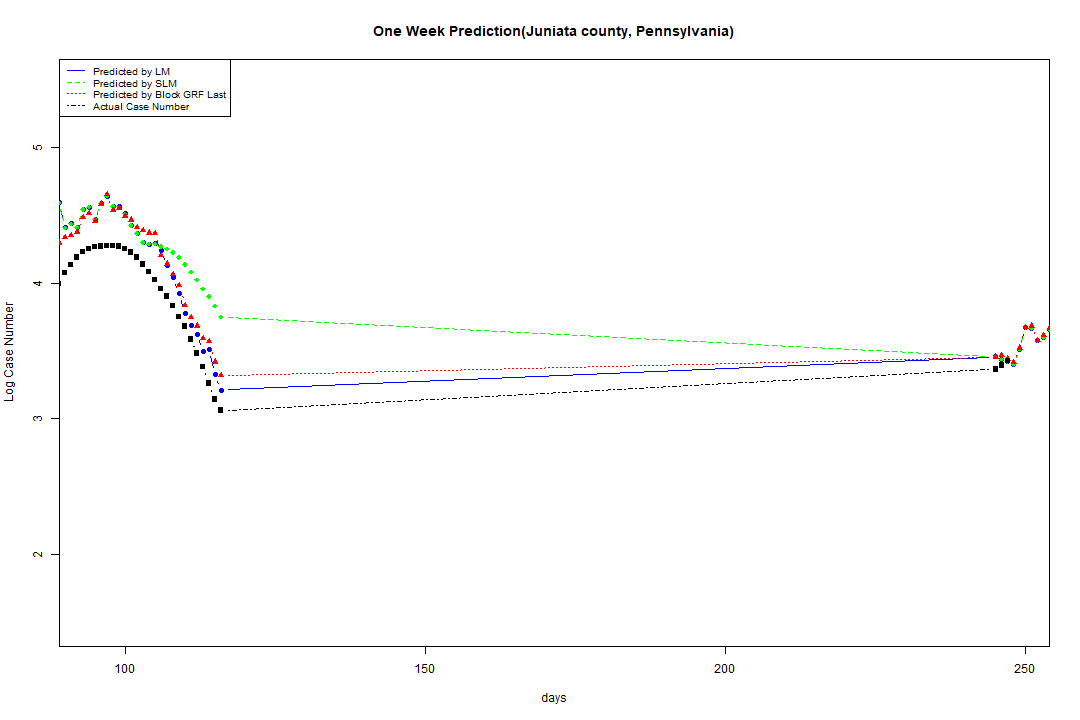 One Week Prediction(Juniata county, Pennsylvania)
Predicted by LM
Predicted by SLM
Predicted by Block GRF Last
Actual Case Number
5
4
3
2
Log Case Number
100 150 200 250
days